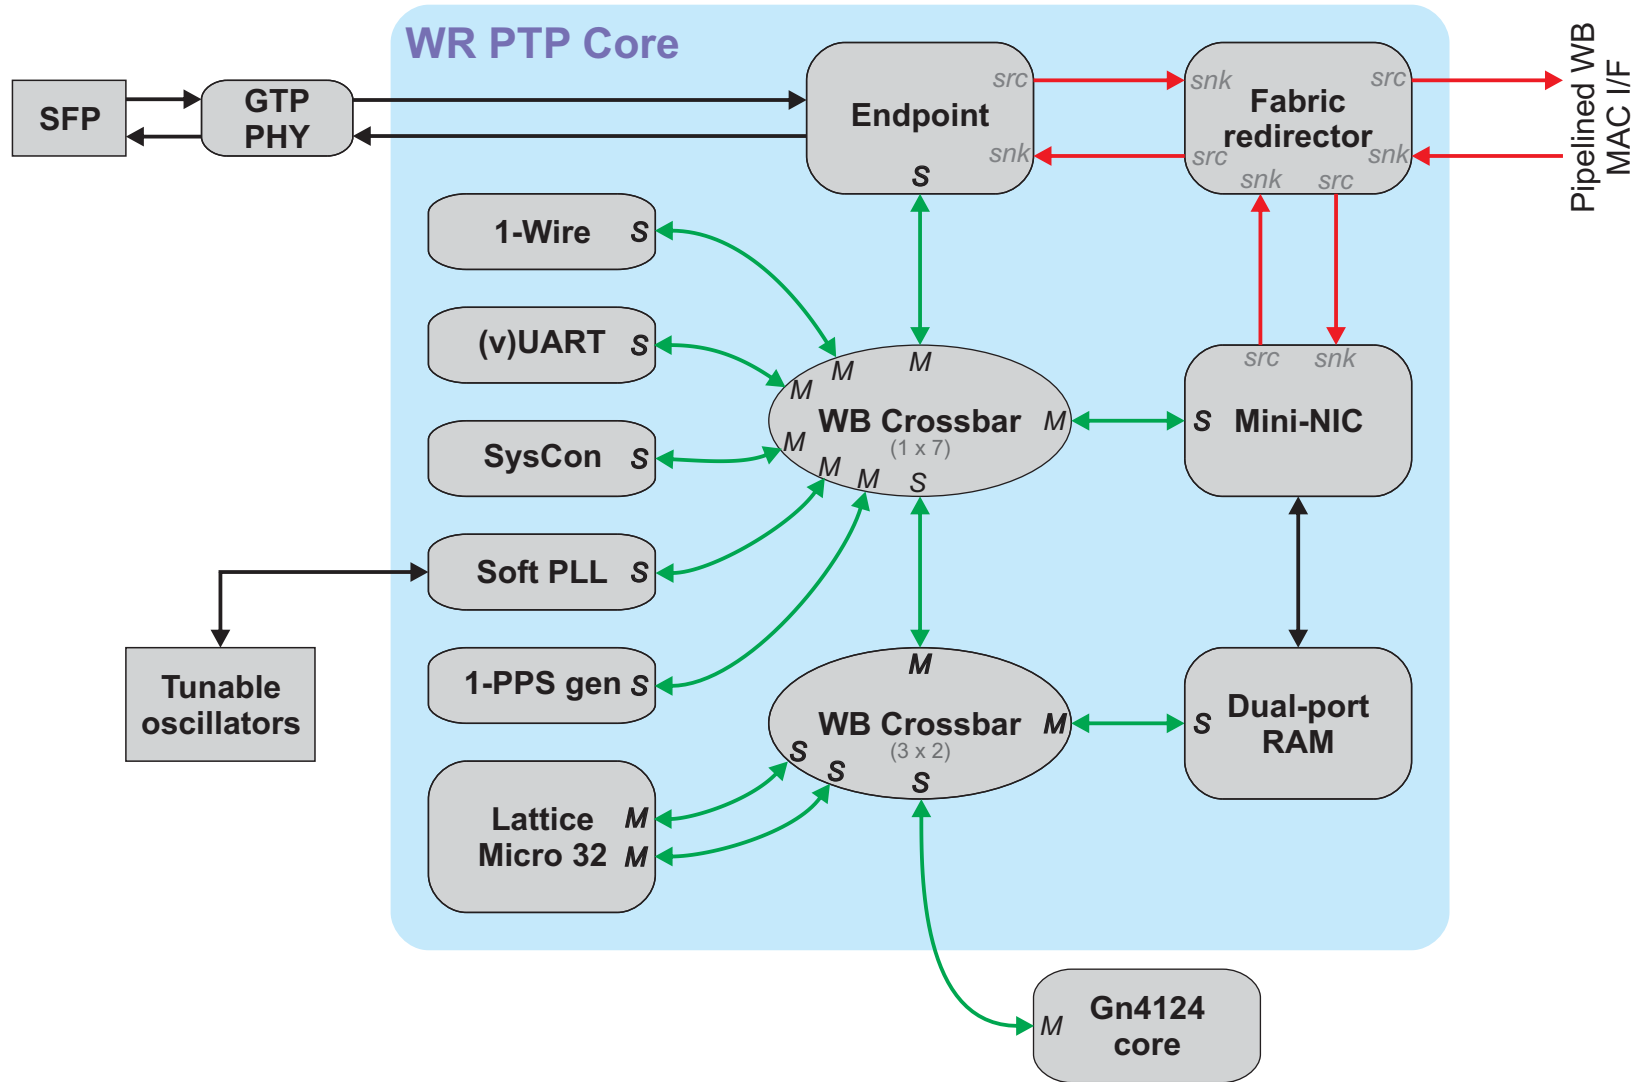 WR PTP Core
SFP
GTP
PHY
Endpoint
src
snk
S
snk
src
Fabric
redirector
src
snk
snk
src
Pipelined WB
MAC I/F
1-Wire S
(v)UART S
SysCon S
Soft PLL S
1-PPS gen S
Tunable
oscillators
M
M
M
WB Crossbar M
(1 x 7)
M
M
M
S
src
snk
S Mini-NIC
M
WB Crossbar M
(3 x 2)
S
S
S
S
Dual-port
RAM
Lattice M
Micro 32 M
Gn4124
M
core